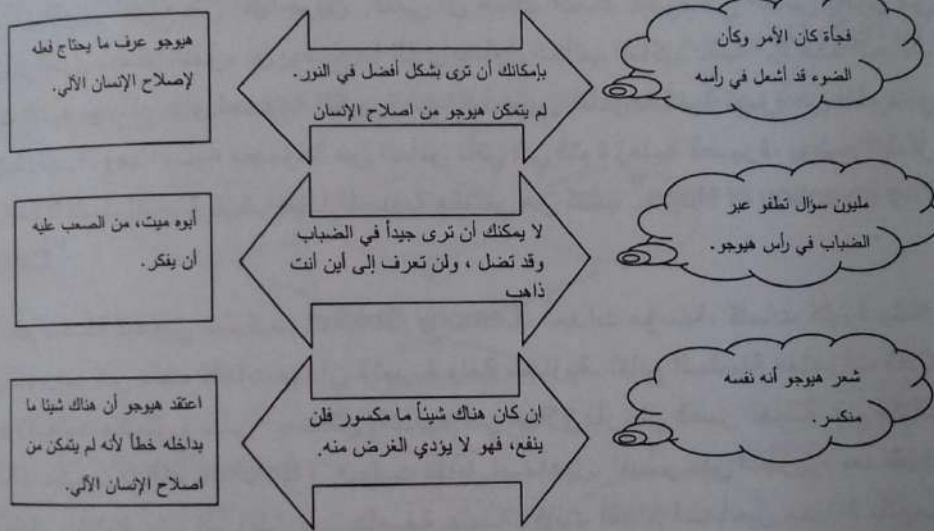 فجأة كان الأمر وكأن
الضوء قد أشعل في رأسه
بإمكانك أن ترى بشكل أفضل في النور.
لم يتمكن هيوجر من اصلاح الإنسان
هيوجو عرف ما يحتاج فعله
لإصلاح الإنسان الآلي.
مليون سؤال تطفو عبر
الضباب في رأس هيوجو.
لا يمكنك أن ترى جيداً في الضباب
وقد تضل ، ولن تعرف إلى أين أنت
ذاهب
أبوه ميت، من الصعب عليه
أن يفكر.
شعر هيوجو أنه نفسه
منكسر.
إن كان هناك شيئاً ما مكسور فلن
ينفع، فهو لا يؤدي الغرض منه.
اعتقد هيوجو أن هناك شيئا ما
بداخله خطأ لأنه لم يتمكن من
اصلاح الإنسان الآلي.